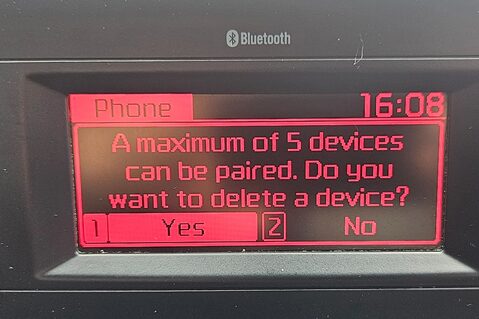 Bluetooth
Phone 16:08
A maximum of 5 devices
can be paired. Do you
want to delete a device?
1 Yes 2 No